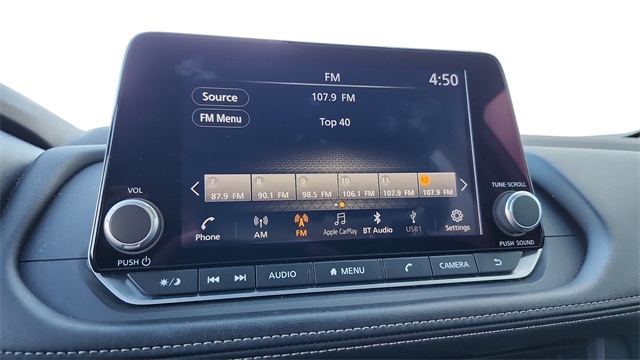 FM
4:50
Source
107.9 FM
FM Menu
Top 40
7 8 9 10 11 12
87.9 FM 90.1 FM 98.5 FM 106.1 FM 107.9 FM 107.9 FM
VOL
TUNE·SCROLL
Phone AM FM Apple CarPlay BT Audio USB1 Settings
PUSH
PUSH SOUND
AUDIO MENU CAMERA